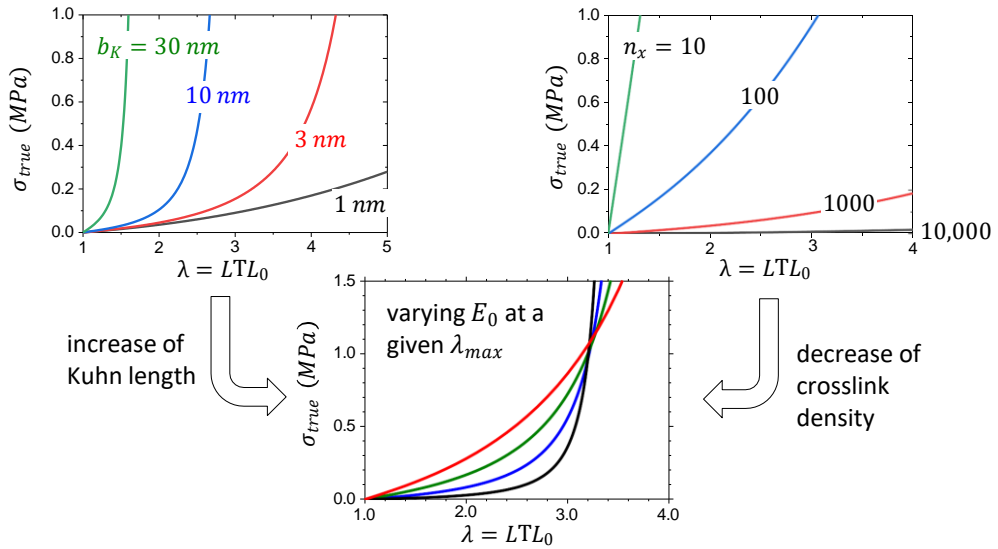 1.0
0.8
0.6
0.4
0.2
0.0
σ_true (MPa)
b_K = 30 nm
10 nm
3 nm
1 nm
1 2 3 4 5
λ = LTL_0
1.0
0.8
0.6
0.4
0.2
0.0
σ_true (MPa)
n_x = 10
100
1000
10,000
1 2 3 4
λ = LTL_0
increase of
Kuhn length
1.5
1.0
0.5
0.0
σ_true (MPa)
varying E_0 at a
given λ_max
1.0 2.0 3.0 4.0
λ = LTL_0
decrease of
crosslink
density